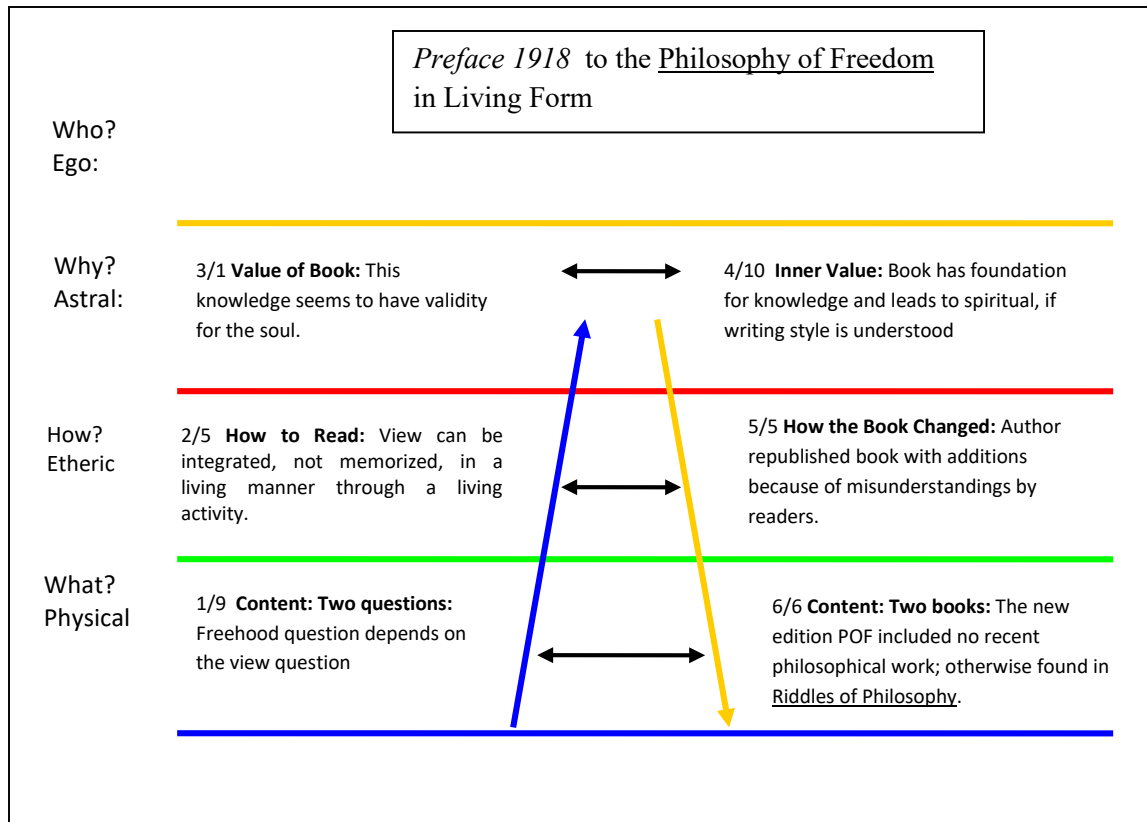 Preface 1918 to the Philosophy of Freedom
in Living Form
Who?
Ego:
Why?
Astral:
3/1 Value of Book: This
knowledge seems to have validity
for the soul.
4/10 Inner Value: Book has foundation
for knowledge and leads to spiritual, if
writing style is understood
How?
Etheric
2/5 How to Read: View can be
integrated, not memorized, in a
living manner through a living
activity.
5/5 How the Book Changed: Author
republished book with additions
because of misunderstandings by
readers.
What?
Physical
1/9 Content: Two questions:
Freehood question depends on
the view question
6/6 Content: Two books: The new
edition POF included no recent
philosophical work; otherwise found in
Riddles of Philosophy.